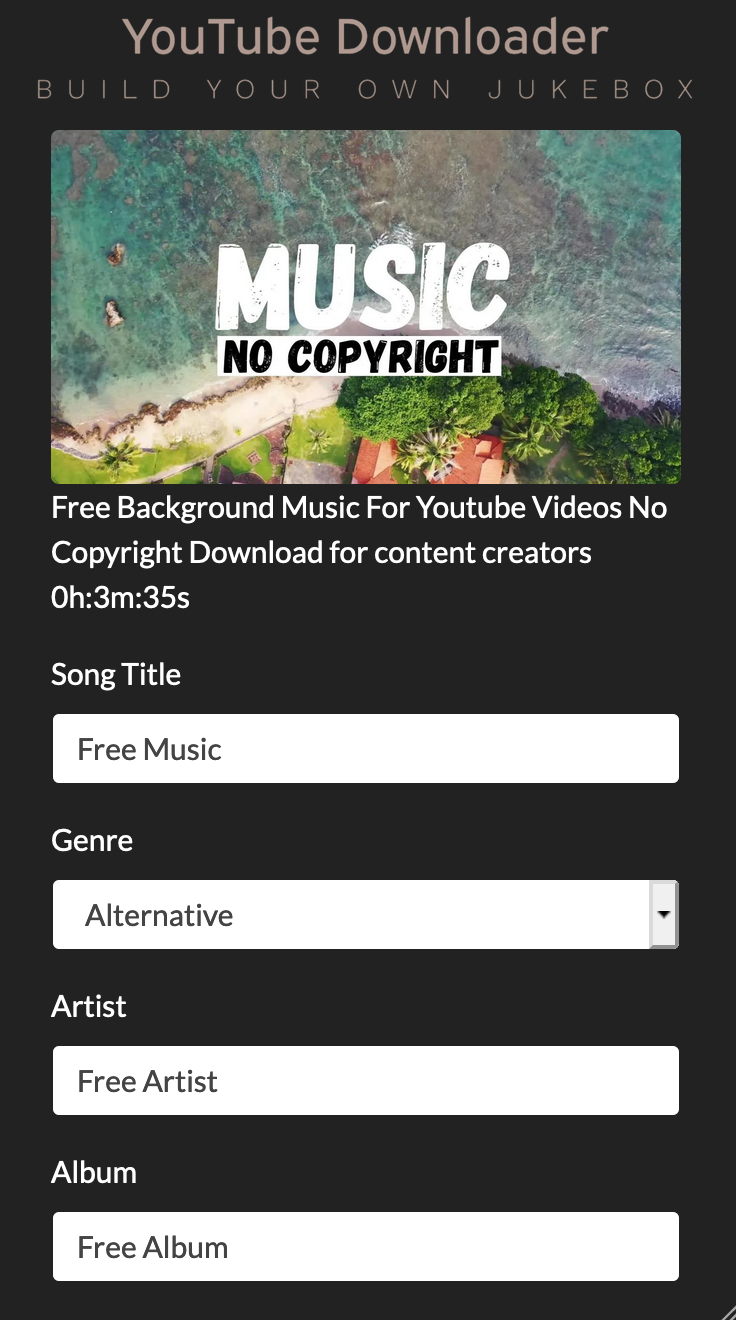 YouTube Downloader
BUILD YOUR OWN JUKEBOX
MUSIC
NO COPYRIGHT
Free Background Music For Youtube Videos No
Copyright Download for content creators
0h:3m:35s
Song Title
Free Music
Genre
Alternative
Artist
Free Artist
Album
Free Album